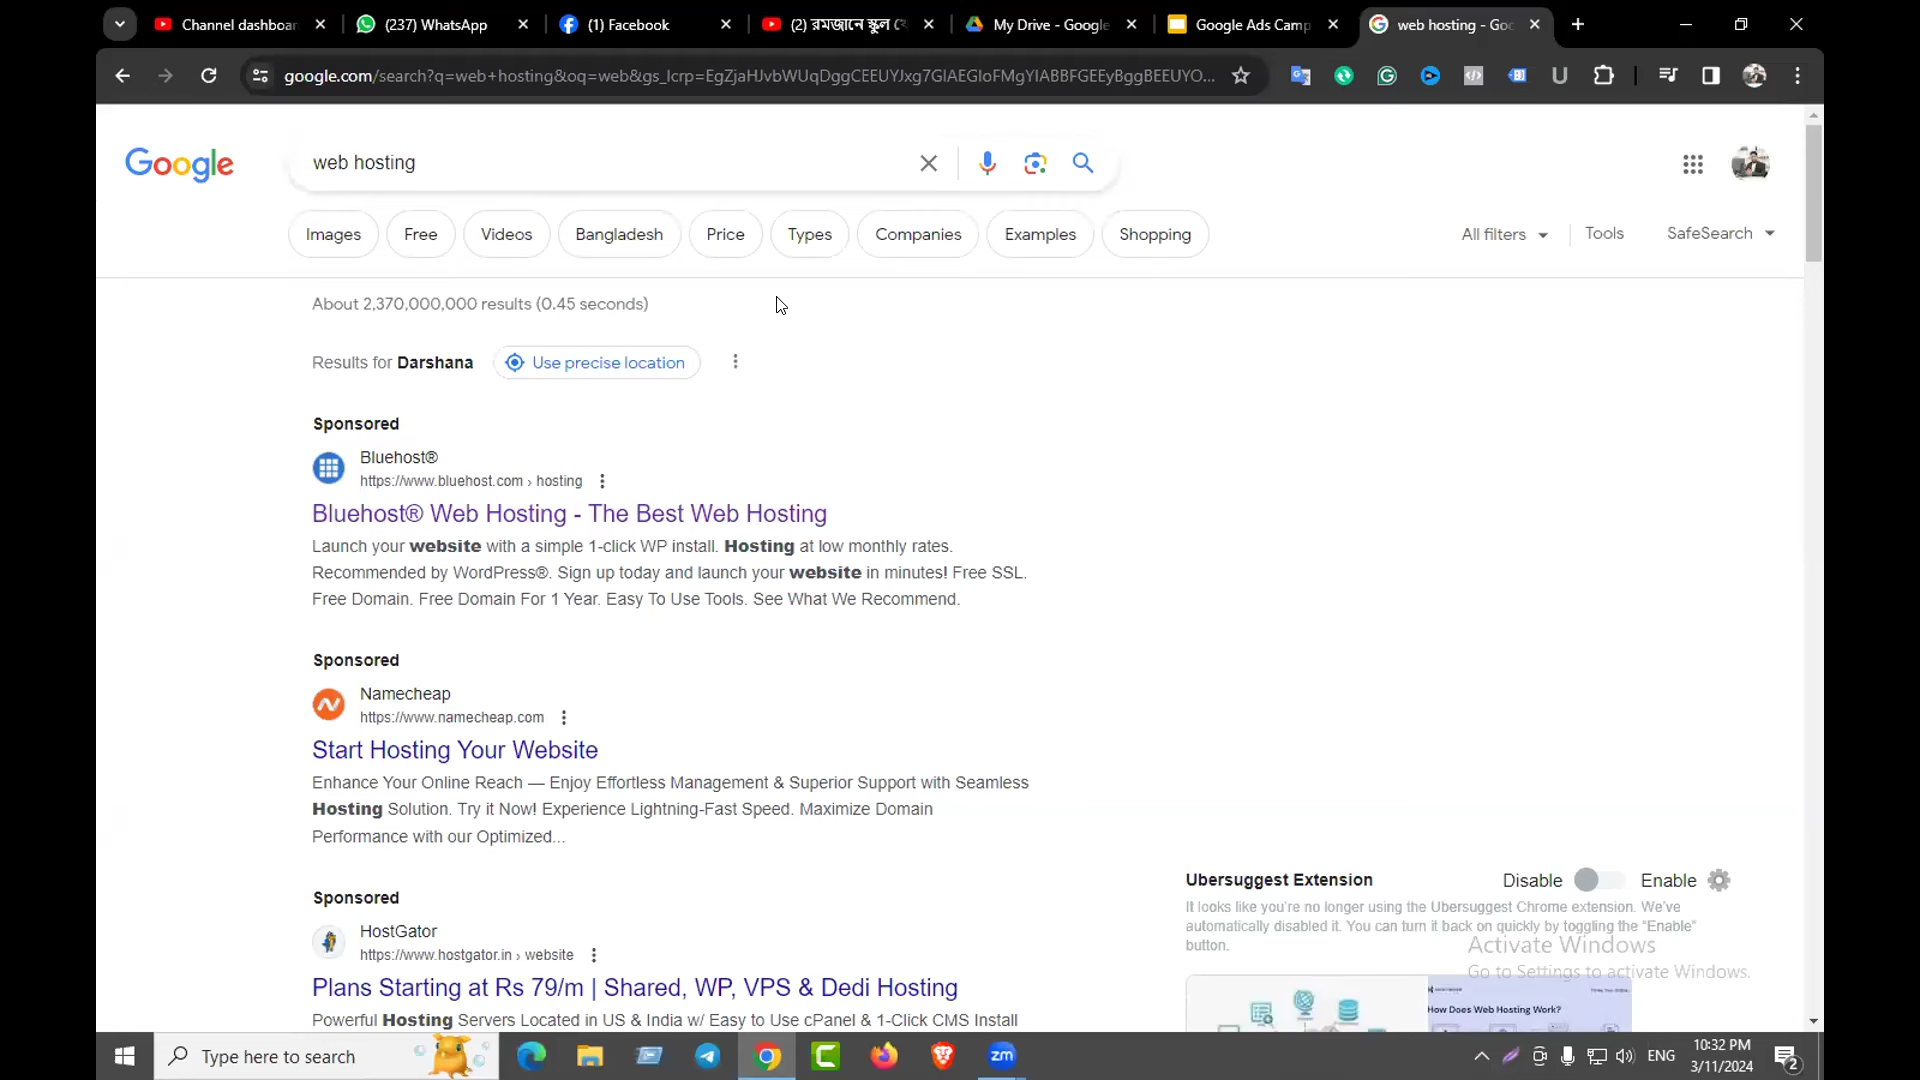 Channel dashboar
(237) WhatsApp
(1) Facebook
(2) রমজানে স্কুল খে
My Drive - Google
Google Ads Camp
web hosting - Goo
google.com/search?q=web+hosting&oq=web&gs_lcrp=EgZjaHJvbWUqDggCEEUYJxg7GIAEGIoFMgYIABBFGEEyBggBEEUYO...
Google
web hosting
Images
Free
Videos
Bangladesh
Price
Types
Companies
Examples
Shopping
All filters
Tools
SafeSearch
About 2,370,000,000 results (0.45 seconds)
Results for Darshana
Use precise location
Sponsored
Bluehost®
https://www.bluehost.com › hosting
Bluehost® Web Hosting - The Best Web Hosting
Launch your website with a simple 1-click WP install. Hosting at low monthly rates.
Recommended by WordPress®. Sign up today and launch your website in minutes! Free SSL.
Free Domain. Free Domain For 1 Year. Easy To Use Tools. See What We Recommend.
Sponsored
Namecheap
https://www.namecheap.com
Start Hosting Your Website
Enhance Your Online Reach — Enjoy Effortless Management & Superior Support with Seamless
Hosting Solution. Try it Now! Experience Lightning-Fast Speed. Maximize Domain
Performance with our Optimized...
Sponsored
HostGator
https://www.hostgator.in › website
Plans Starting at Rs 79/m | Shared, WP, VPS & Dedi Hosting
Powerful Hosting Servers Located in US & India w/ Easy to Use cPanel & 1-Click CMS Install
Ubersuggest Extension
Disable
Enable
It looks like you're no longer using the Ubersuggest Chrome extension. We've
automatically disabled it. You can turn it back on quickly by toggling the "Enable"
button.
Activate Windows
Go to Settings to activate Windows.
How Does Web Hosting Work?
Type here to search
zm
ENG
10:32 PM
3/11/2024
2